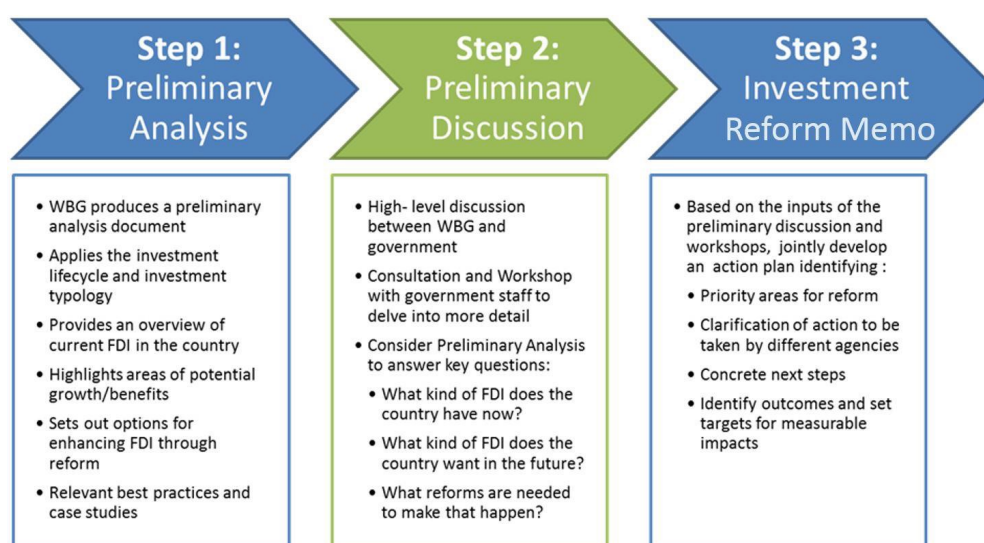 Step 1:
Preliminary
Analysis
• WBG produces a preliminary
analysis document
• Applies the investment
lifecycle and investment
typology
• Provides an overview of
current FDI in the country
• Highlights areas of potential
growth/benefits
• Sets out options for
enhancing FDI through
reform
• Relevant best practices and
case studies
Step 2:
Preliminary
Discussion
• High- level discussion
between WBG and
government
• Consultation and Workshop
with government staff to
delve into more detail
• Consider Preliminary Analysis
to answer key questions:
• What kind of FDI does the
country have now?
• What kind of FDI does the
country want in the future?
• What reforms are needed
to make that happen?
Step 3:
Investment
Reform Memo
• Based on the inputs of the
preliminary discussion and
workshops, jointly develop
an action plan identifying :
• Priority areas for reform
• Clarification of action to be
taken by different agencies
• Concrete next steps
• Identify outcomes and set
targets for measurable
impacts